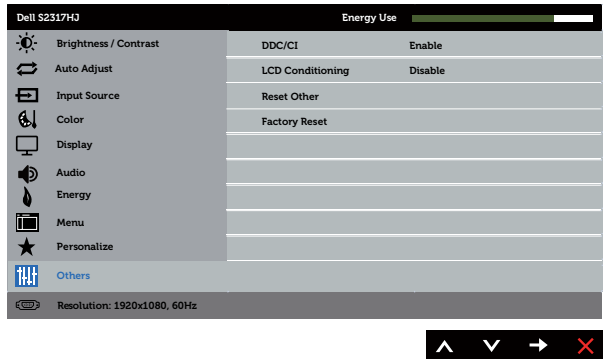 Dell S2317HJ Energy Use
Brightness / Contrast
Auto Adjust
Input Source
Color
Display
Audio
Energy
Menu
Personalize
Others
DDC/CI Enable
LCD Conditioning Disable
Reset Other
Factory Reset
Resolution: 1920x1080, 60Hz